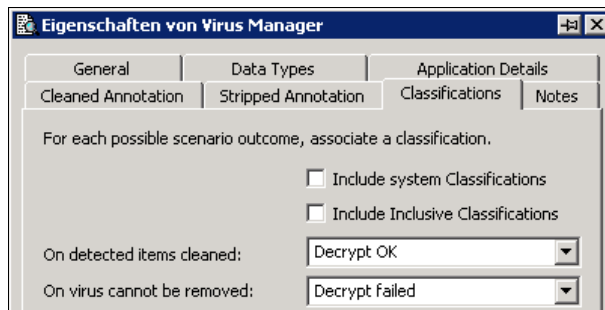 Eigenschaften von Virus Manager
General Data Types Application Details
Cleaned Annotation Stripped Annotation Classifications Notes
For each possible scenario outcome, associate a classification.
Include system Classifications
Include Inclusive Classifications
On detected items cleaned: Decrypt OK
On virus cannot be removed: Decrypt failed